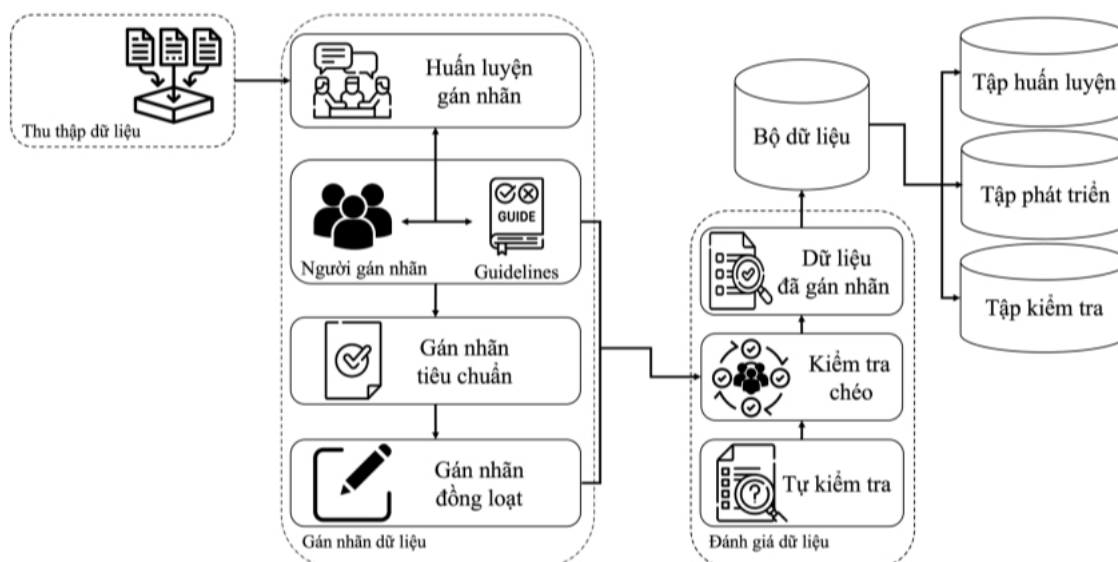 Thu thập dữ liệu
Huấn luyện
gán nhãn
GUIDE
Người gán nhãn
Guidelines
Gán nhãn
tiêu chuẩn
Gán nhãn
đồng loạt
Gán nhãn dữ liệu
Dữ liệu
đã gán nhãn
Kiểm tra
chéo
?
Tự kiểm tra
Đánh giá dữ liệu
Bộ dữ liệu
Tập huấn luyện
Tập phát triển
Tập kiểm tra